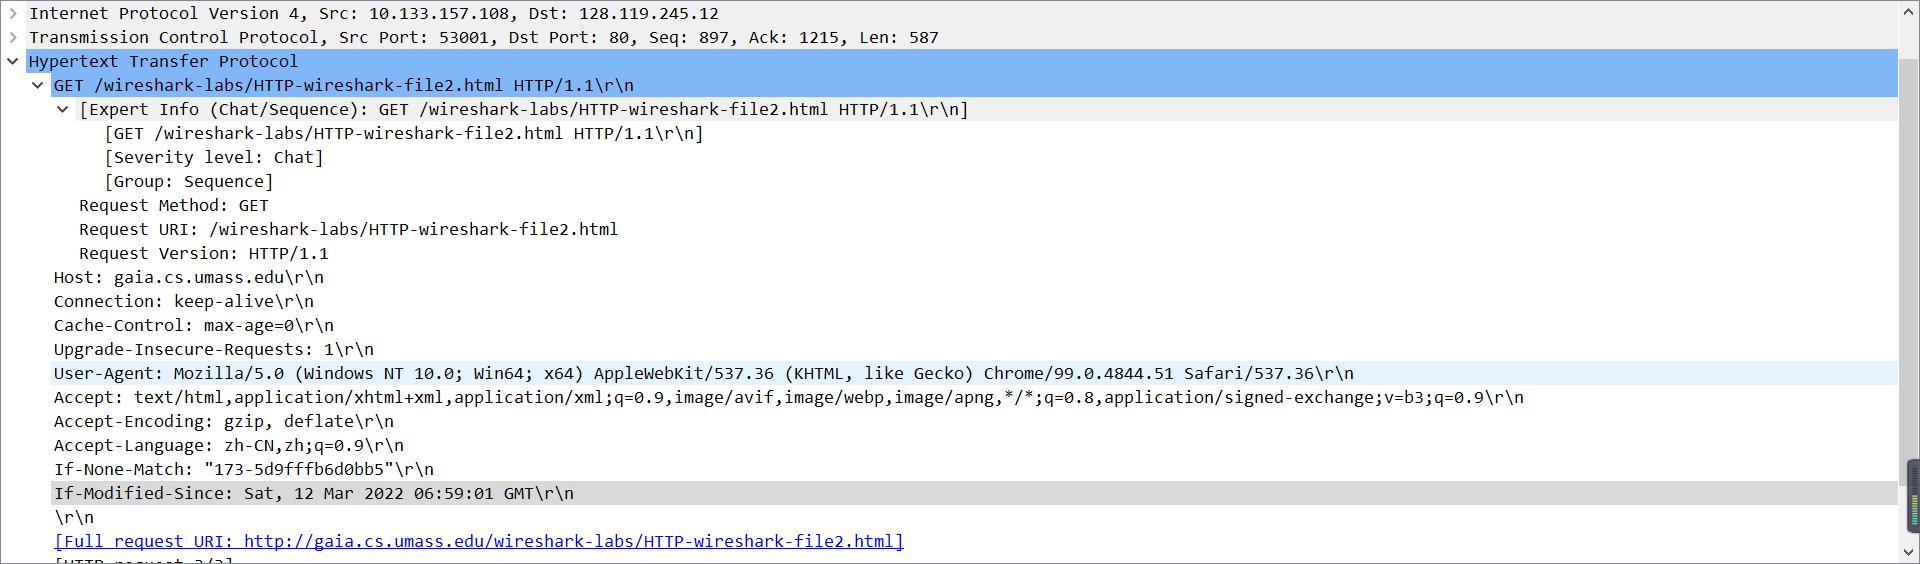 Internet Protocol Version 4, Src: 10.133.157.108, Dst: 128.119.245.12
Transmission Control Protocol, Src Port: 53001, Dst Port: 80, Seq: 897, Ack: 1215, Len: 587
Hypertext Transfer Protocol
GET /wireshark-labs/HTTP-wireshark-file2.html HTTP/1.1\r\n
[Expert Info (Chat/Sequence): GET /wireshark-labs/HTTP-wireshark-file2.html HTTP/1.1\r\n]
[GET /wireshark-labs/HTTP-wireshark-file2.html HTTP/1.1\r\n]
[Severity level: Chat]
[Group: Sequence]
Request Method: GET
Request URI: /wireshark-labs/HTTP-wireshark-file2.html
Request Version: HTTP/1.1
Host: gaia.cs.umass.edu\r\n
Connection: keep-alive\r\n
Cache-Control: max-age=0\r\n
Upgrade-Insecure-Requests: 1\r\n
User-Agent: Mozilla/5.0 (Windows NT 10.0; Win64; x64) AppleWebKit/537.36 (KHTML, like Gecko) Chrome/99.0.4844.51 Safari/537.36\r\n
Accept: text/html,application/xhtml+xml,application/xml;q=0.9,image/avif,image/webp,image/apng,*/*;q=0.8,application/signed-exchange;v=b3;q=0.9\r\n
Accept-Encoding: gzip, deflate\r\n
Accept-Language: zh-CN,zh;q=0.9\r\n
If-None-Match: "173-5d9fffb6d0bb5"\r\n
If-Modified-Since: Sat, 12 Mar 2022 06:59:01 GMT\r\n
\r\n
[Full request URI: http://gaia.cs.umass.edu/wireshark-labs/HTTP-wireshark-file2.html]
[HTTP request